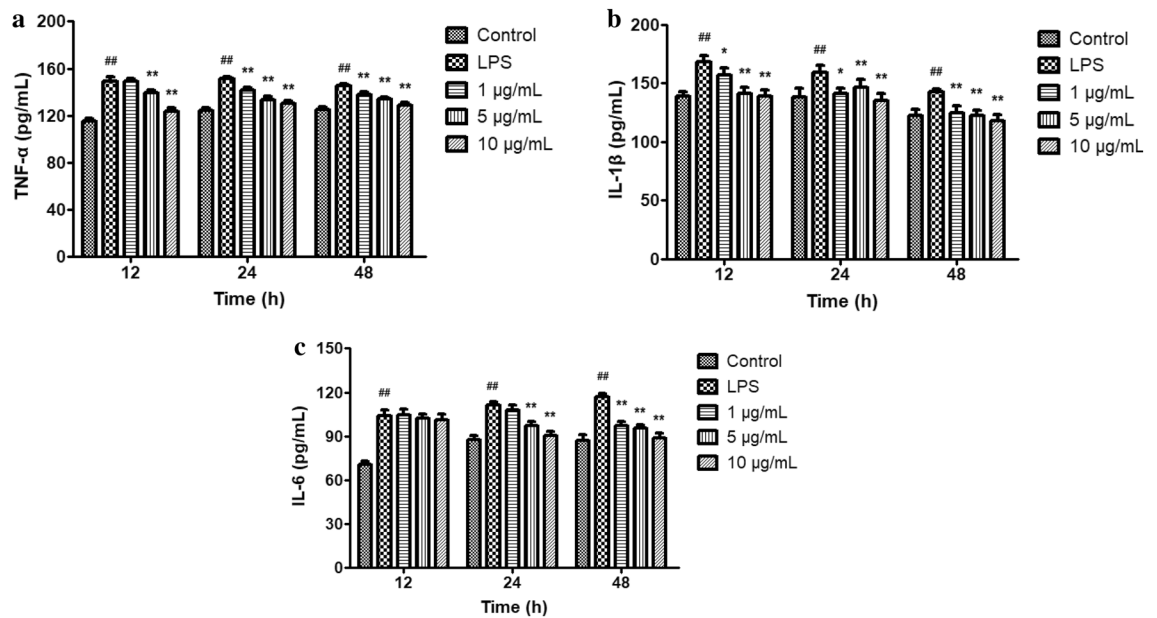 a
TNF-α (pg/mL)
200
160
120
80
40
0
## ** ** ## ** ** ** ## ** ** **
12 24 48
Time (h)
Control
LPS
1 µg/mL
5 µg/mL
10 µg/mL
b
IL-1β (pg/mL)
200
150
100
50
0
## * ** ** ## * ** ** ## ** ** **
12 24 48
Time (h)
Control
LPS
1 µg/mL
5 µg/mL
10 µg/mL
c
IL-6 (pg/mL)
150
120
90
60
30
0
## ## ** ** ## ** ** **
12 24 48
Time (h)
Control
LPS
1 µg/mL
5 µg/mL
10 µg/mL